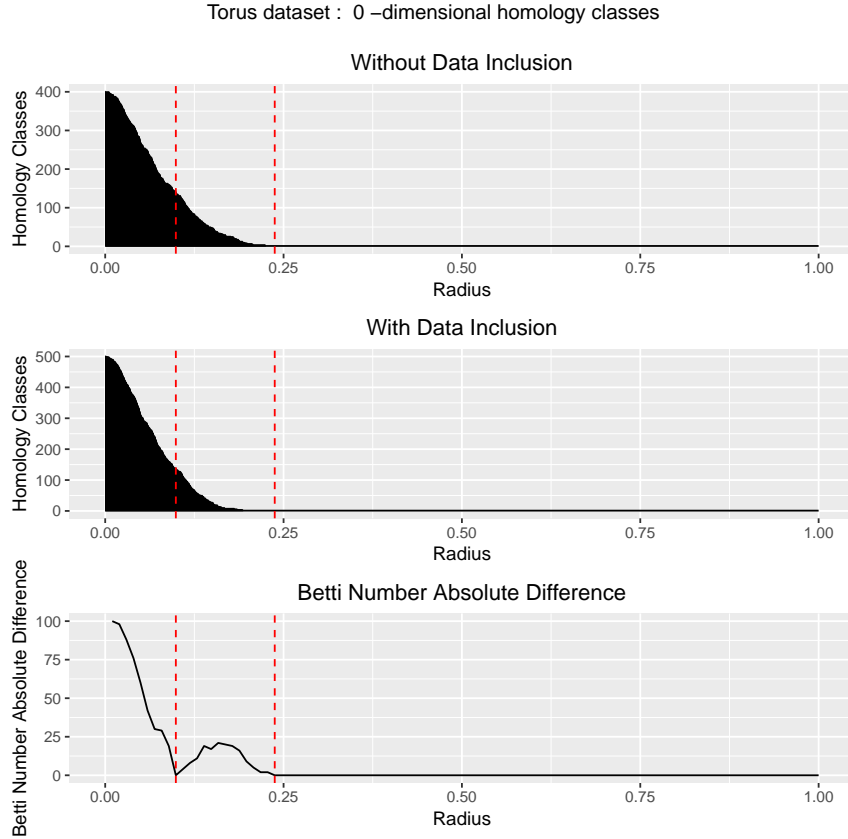 Torus dataset :  0 −dimensional homology classes
Without Data Inclusion
Homology Classes
400
300
200
100
0
0.00 0.25 0.50 0.75 1.00
Radius
With Data Inclusion
Homology Classes
500
400
300
200
100
0
0.00 0.25 0.50 0.75 1.00
Radius
Betti Number Absolute Difference
Betti Number Absolute Difference
100
75
50
25
0
0.00 0.25 0.50 0.75 1.00
Radius